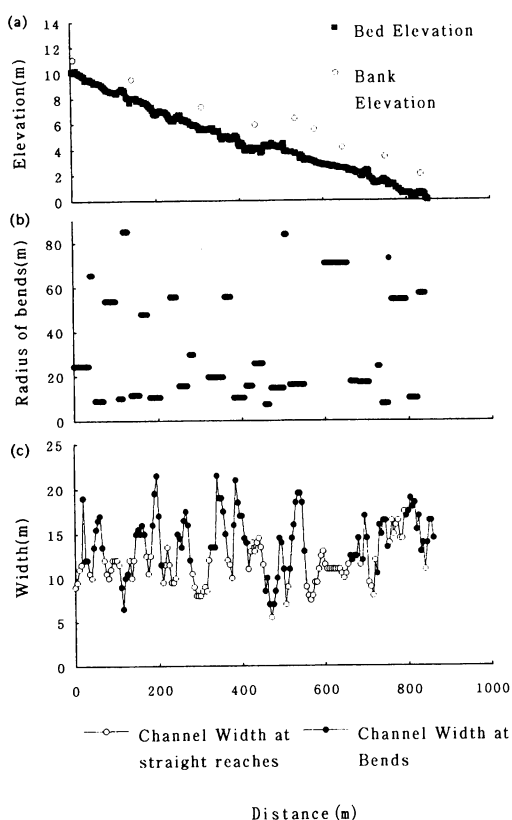 (a)
14
12
10
8
6
4
2
0
Elevation(m)
Bed Elevation
Bank
Elevation
(b)
80
60
40
20
0
Radius of bends(m)
(c)
25
20
15
10
5
0
Width(m)
0 200 400 600 800 1000
Channel Width at
straight reaches
Channel Width at
Bends
Distance (m)